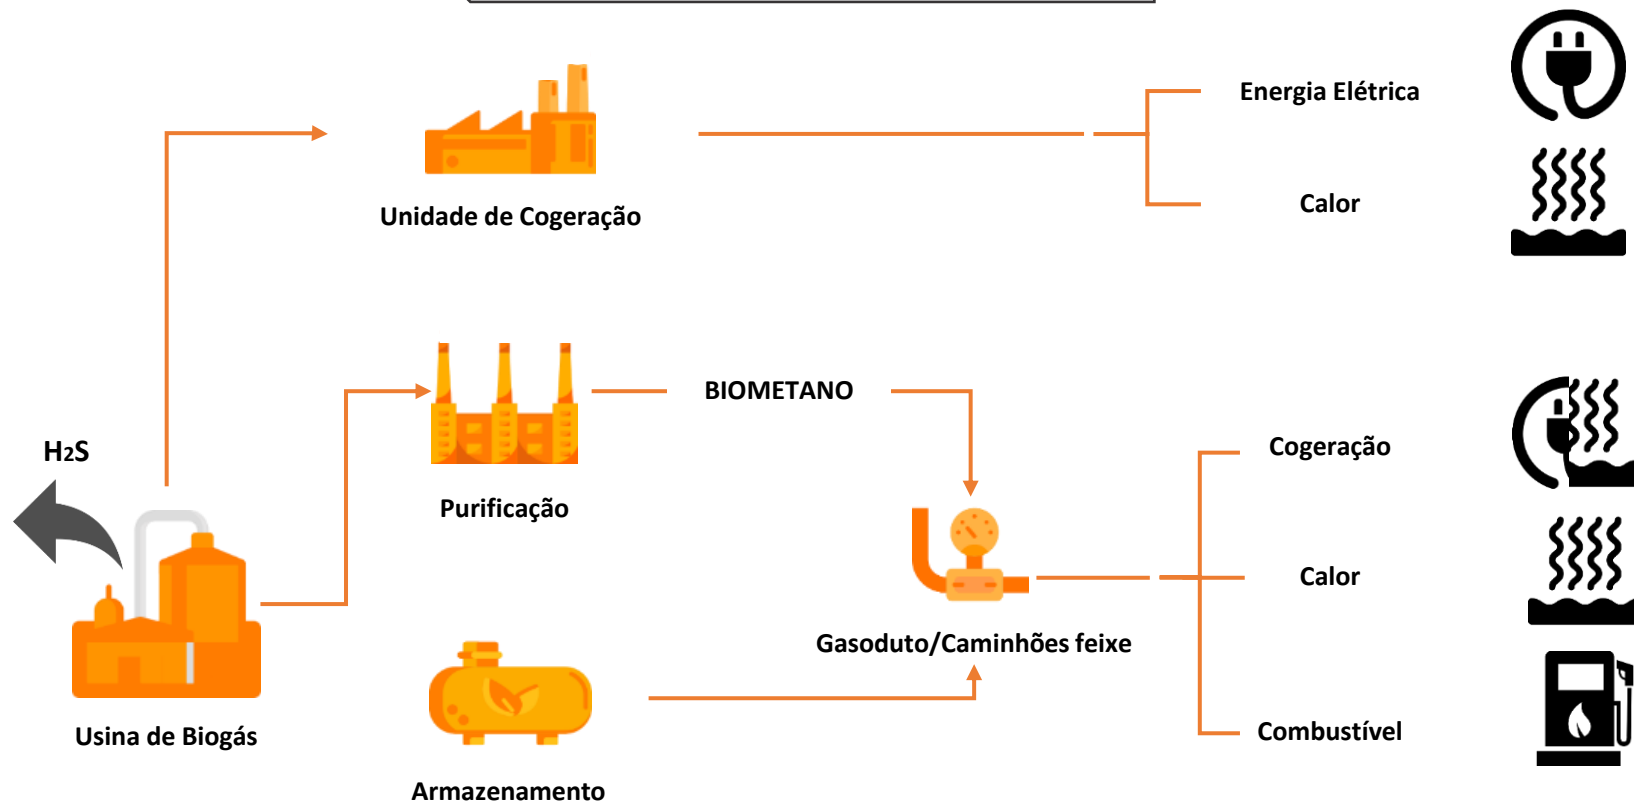 Energia Elétrica
Calor
Unidade de Cogeração
BIOMETANO
H2S
Cogeração
Purificação
Calor
Gasoduto/Caminhões feixe
Usina de Biogás
Combustível
Armazenamento